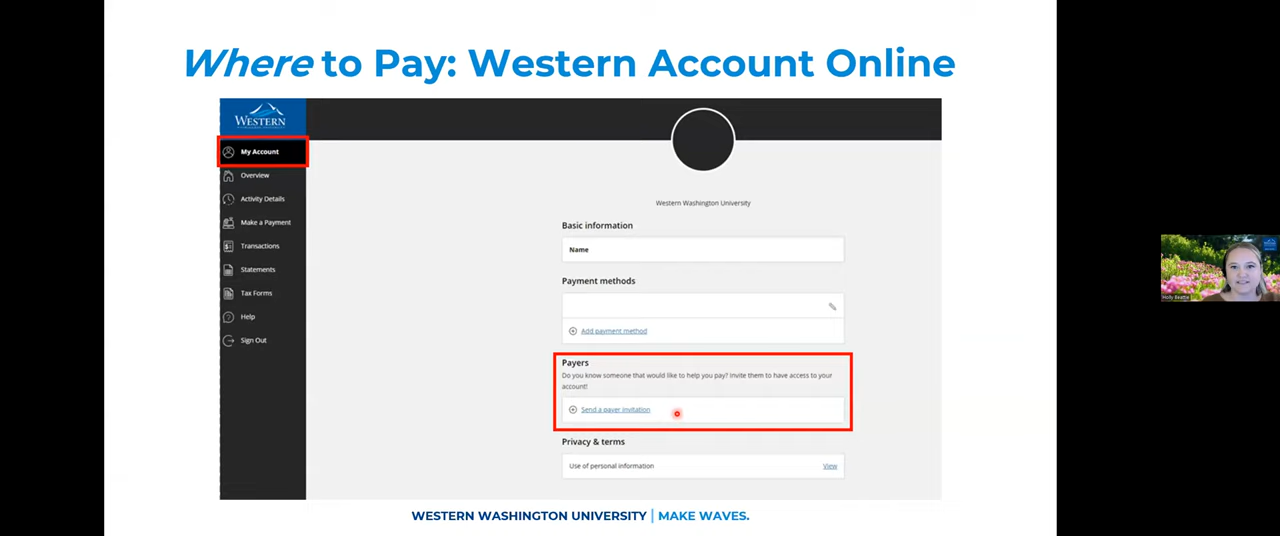 Where to Pay: Western Account Online
WESTERN
My Account
Overview
Activity Details
Make a Payment
Transactions
Statements
Tax Forms
Help
Sign Out
Western Washington University
Basic information
Name
Payment methods
Add payment method
Payers
Do you know someone that would like to help you pay? Invite them to have access to your
account!
Send a payer invitation
Privacy & terms
Use of personal information
View
WESTERN WASHINGTON UNIVERSITY | MAKE WAVES.
Holly Beattie